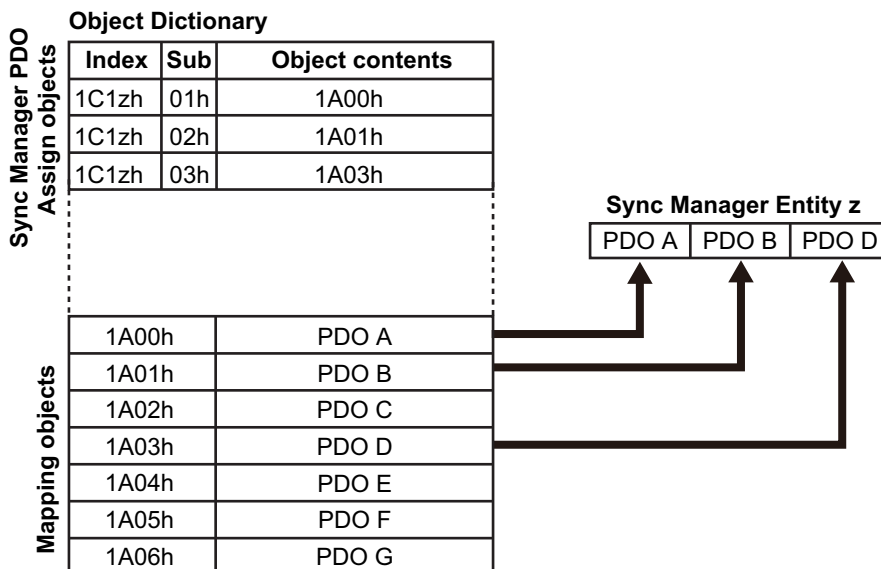 Object Dictionary
Sync Manager PDO
Assign objects
Index Sub Object contents
1C1zh 01h 1A00h
1C1zh 02h 1A01h
1C1zh 03h 1A03h
Sync Manager Entity z
PDO A PDO B PDO D
Mapping objects
1A00h PDO A
1A01h PDO B
1A02h PDO C
1A03h PDO D
1A04h PDO E
1A05h PDO F
1A06h PDO G